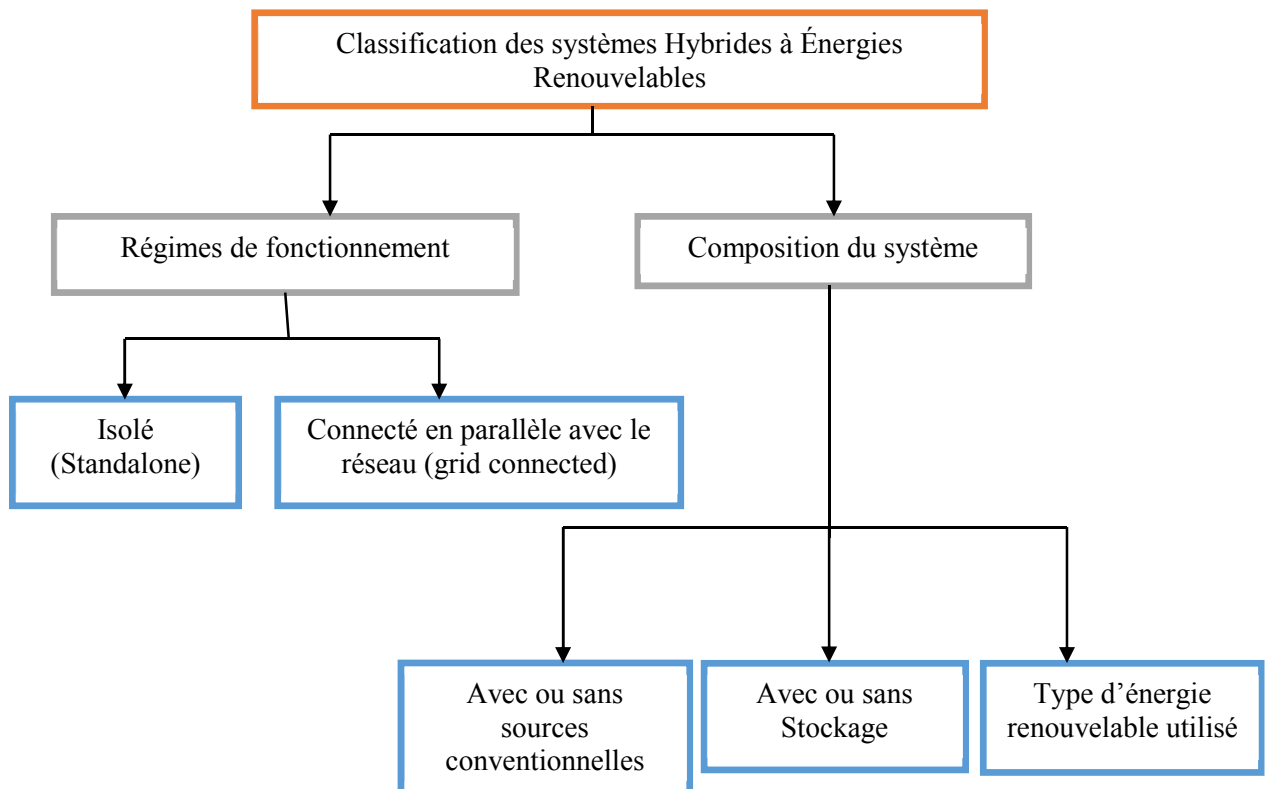 Classification des systèmes Hybrides à Énergies
Renouvelables
Régimes de fonctionnement
Composition du système
Isolé
(Standalone)
Connecté en parallèle avec le
réseau (grid connected)
Avec ou sans
sources
conventionnelles
Avec ou sans
Stockage
Type d’énergie
renouvelable utilisé